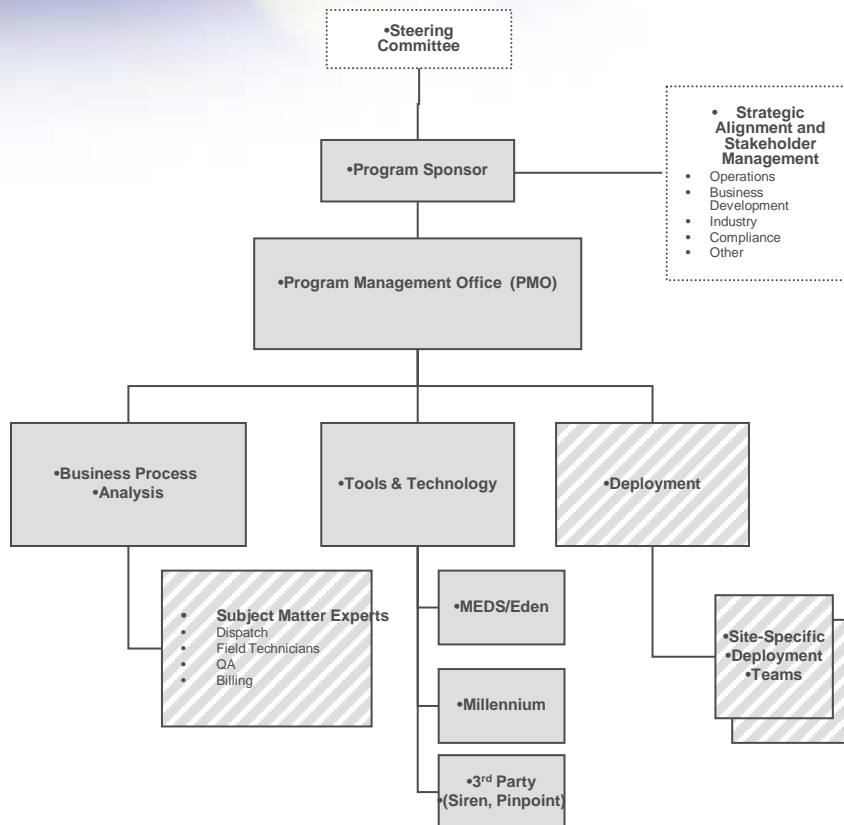 •Steering
Committee
• Strategic
Alignment and
Stakeholder
Management
• Operations
• Business
Development
• Industry
• Compliance
• Other
•Program Sponsor
•Program Management Office (PMO)
•Business Process
•Analysis
•Tools & Technology
•Deployment
• Subject Matter Experts
• Dispatch
• Field Technicians
• QA
• Billing
•MEDS/Eden
•Millennium
•3rd Party
•(Siren, Pinpoint)
•Site-Specific
•Deployment
•Teams